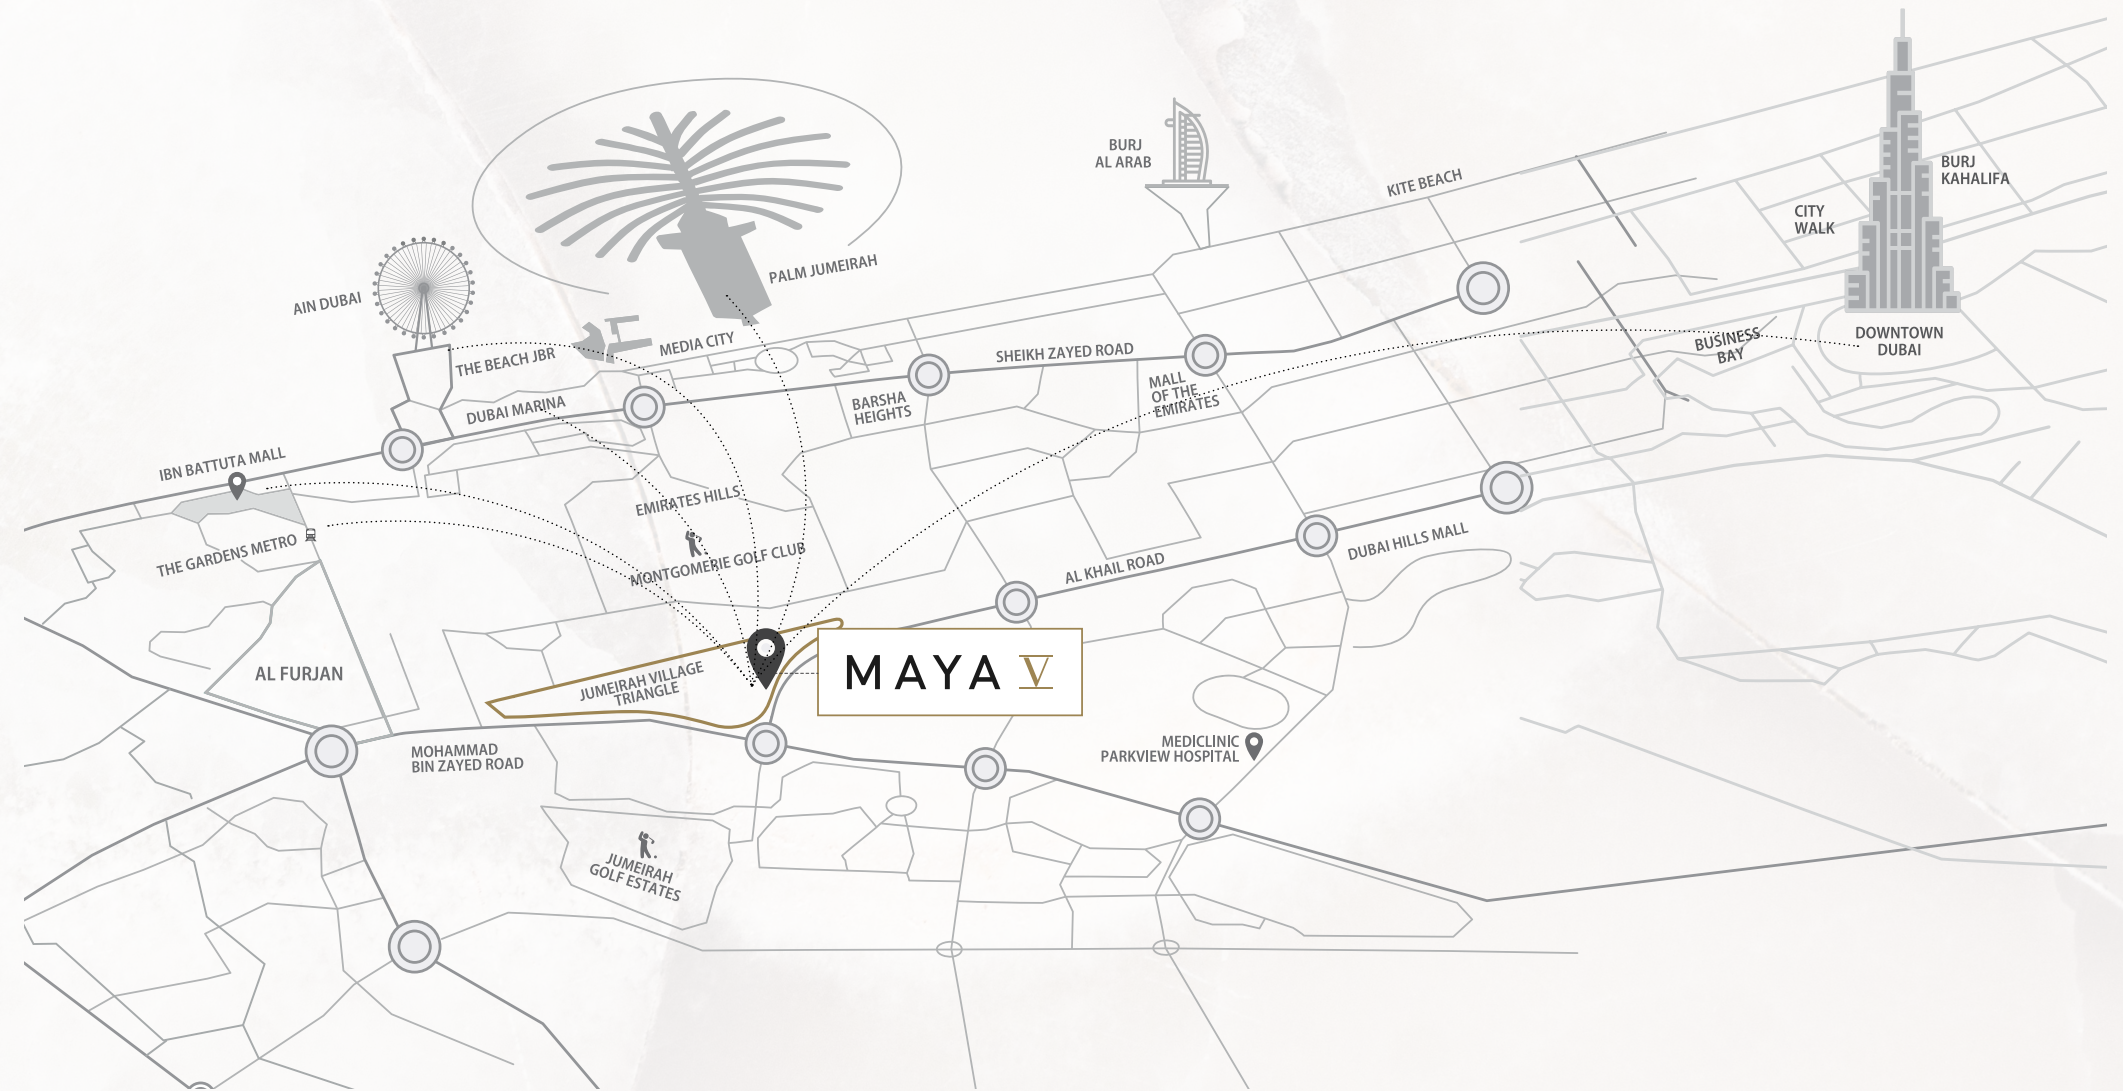 BURJ
AL ARAB
KITE BEACH
BURJ
KAHALIFA
CITY
WALK
PALM JUMEIRAH
AIN DUBAI
MEDIA CITY
THE BEACH JBR
SHEIKH ZAYED ROAD
BUSINESS
BAY
DOWNTOWN
DUBAI
MALL
OF THE
EMIRATES
BARSHA
HEIGHTS
DUBAI MARINA
IBN BATTUTA MALL
EMIRATES HILLS
THE GARDENS METRO
MONTGOMERIE GOLF CLUB
AL KHAIL ROAD
DUBAI HILLS MALL
AL FURJAN
JUMEIRAH VILLAGE
TRIANGLE
MAYA V
MOHAMMAD
BIN ZAYED ROAD
MEDICLINIC
PARKVIEW HOSPITAL
JUMEIRAH
GOLF ESTATES